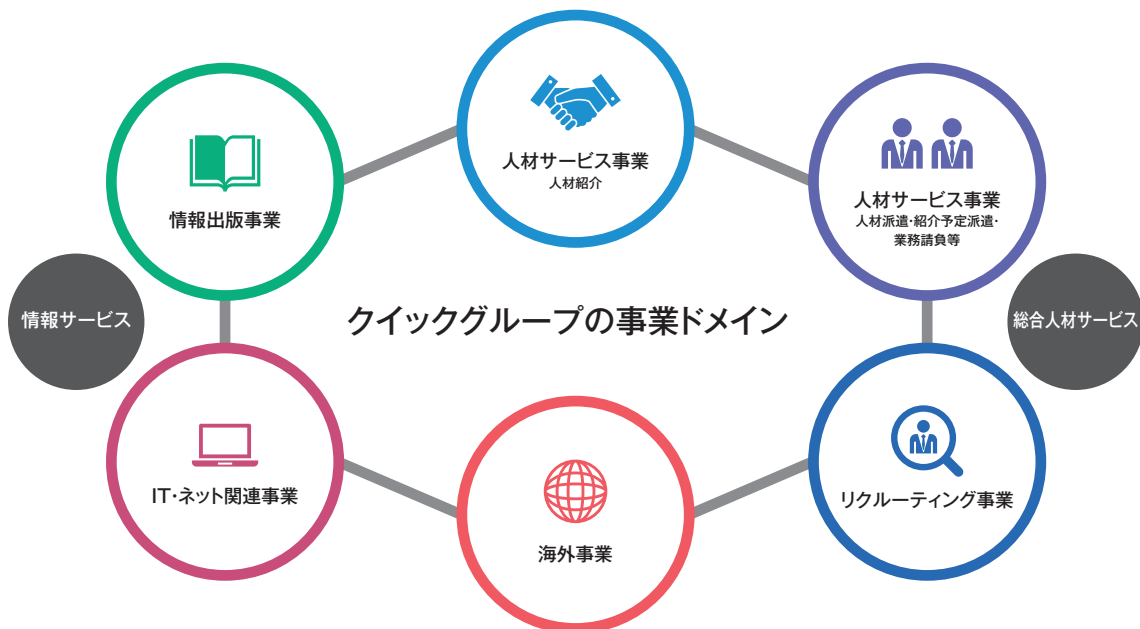 人材サービス事業
人材紹介
情報出版事業
人材サービス事業
人材派遣・紹介予定派遣・
業務請負等
情報サービス
クイックグループの事業ドメイン
総合人材サービス
IT・ネット関連事業
リクルーティング事業
海外事業